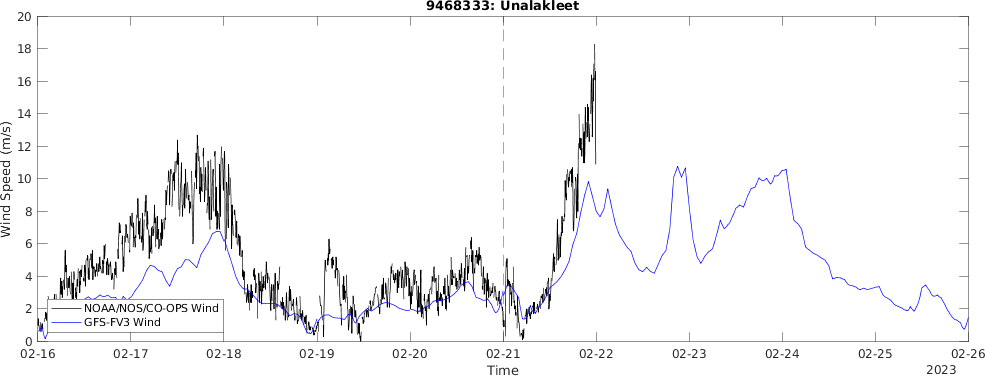 9468333: Unalakleet
20
18
16
14
12
10
8
6
4
2
0
Wind Speed (m/s)
NOAA/NOS/CO-OPS Wind
GFS-FV3 Wind
02-16 02-17 02-18 02-19 02-20 02-21 02-22 02-23 02-24 02-25 02-26
Time
2023